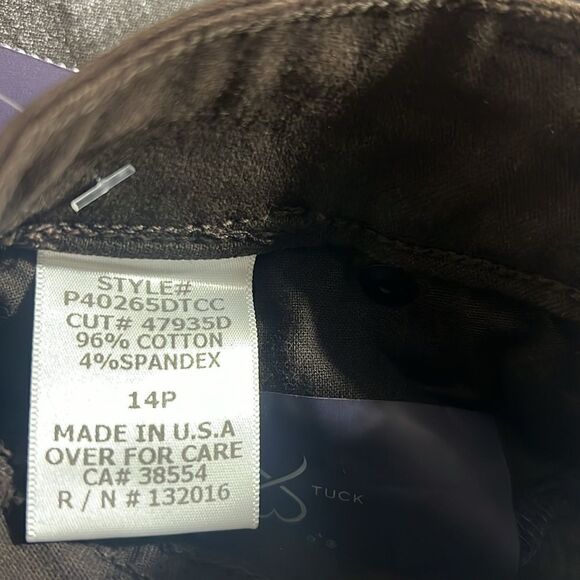 STYLE#
P40265DTCC
CUT# 47935D
96% COTTON
4%SPANDEX
14P
MADE IN U.S.A
OVER FOR CARE
CA# 38554
R / N # 132016
TUCK